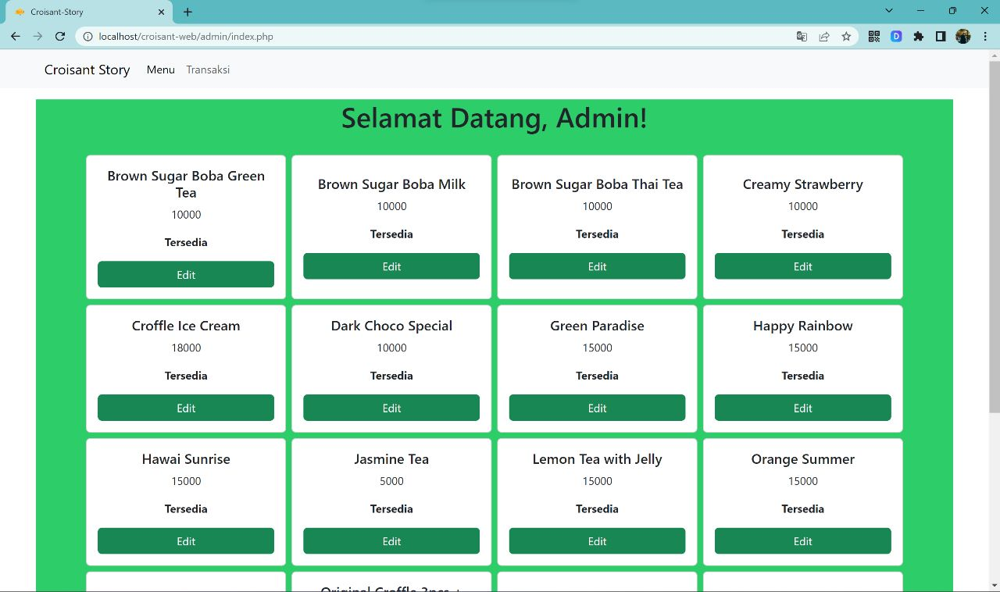 Croisant-Story
localhost/croisant-web/admin/index.php
Croisant Story Menu Transaksi
Selamat Datang, Admin!
Brown Sugar Boba Green
Tea
10000
Tersedia
Edit
Brown Sugar Boba Milk
10000
Tersedia
Edit
Brown Sugar Boba Thai Tea
10000
Tersedia
Edit
Creamy Strawberry
10000
Tersedia
Edit
Croffle Ice Cream
18000
Tersedia
Edit
Dark Choco Special
10000
Tersedia
Edit
Green Paradise
15000
Tersedia
Edit
Happy Rainbow
15000
Tersedia
Edit
Hawai Sunrise
15000
Tersedia
Edit
Jasmine Tea
5000
Tersedia
Edit
Lemon Tea with Jelly
15000
Tersedia
Edit
Orange Summer
15000
Tersedia
Edit
Original Croffle 3pcs +